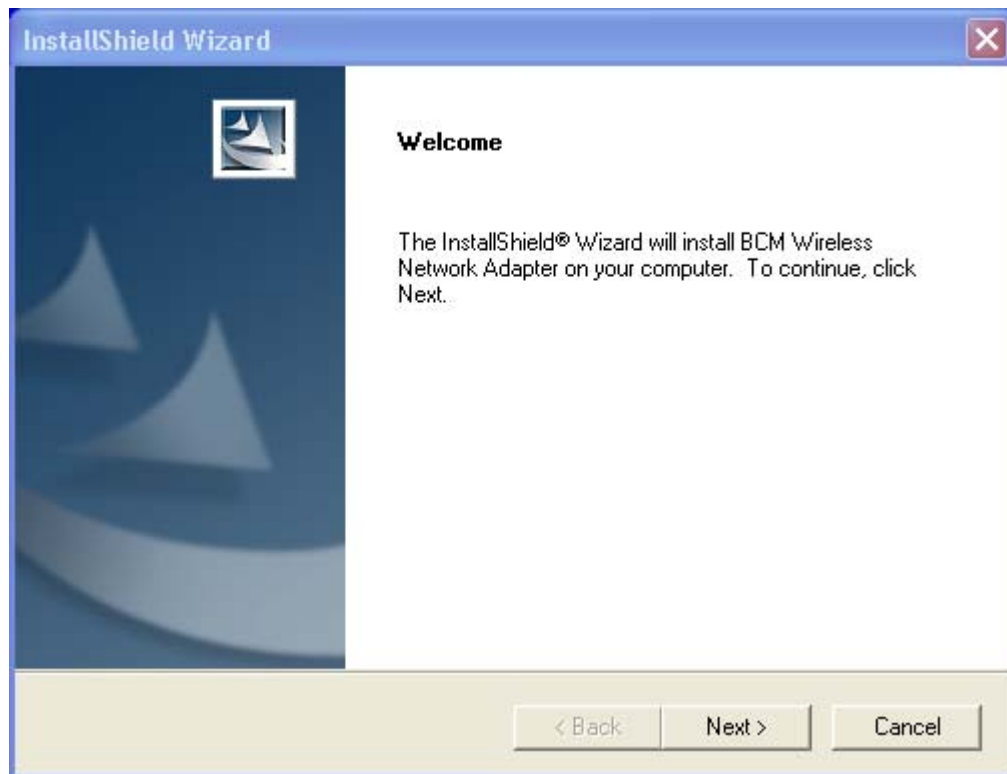 InstallShield Wizard
Welcome
The InstallShield® Wizard will install BCM Wireless
Network Adapter on your computer.  To continue, click
Next.
< Back
Next >
Cancel